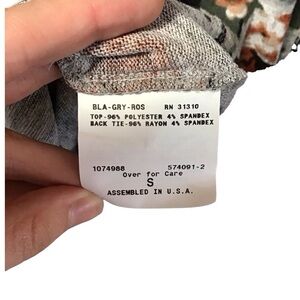 BLA-GRY-ROS RN 31310
TOP-96% POLYESTER 4% SPANDEX
BACK TIE-96% RAYON 4% SPANDEX
1074988 574091-2
Over for Care
S
ASSEMBLED IN U.S.A.